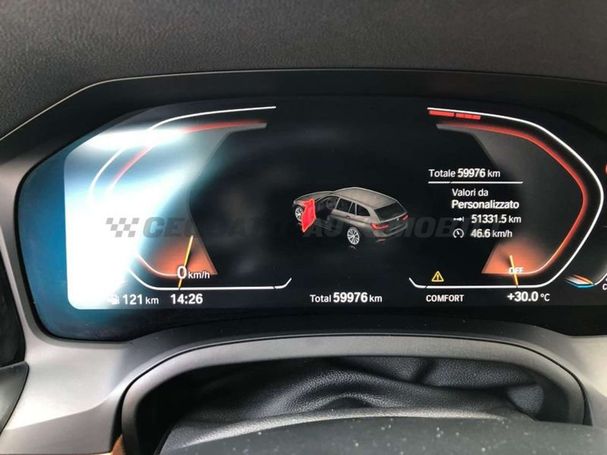 Totale 59976 km
Valori da
Personalizzato
51331.5 km
46.6 km/h
0 km/h
OFF
121 km
14:26
Total 59976 km
COMFORT
+30.0 °C